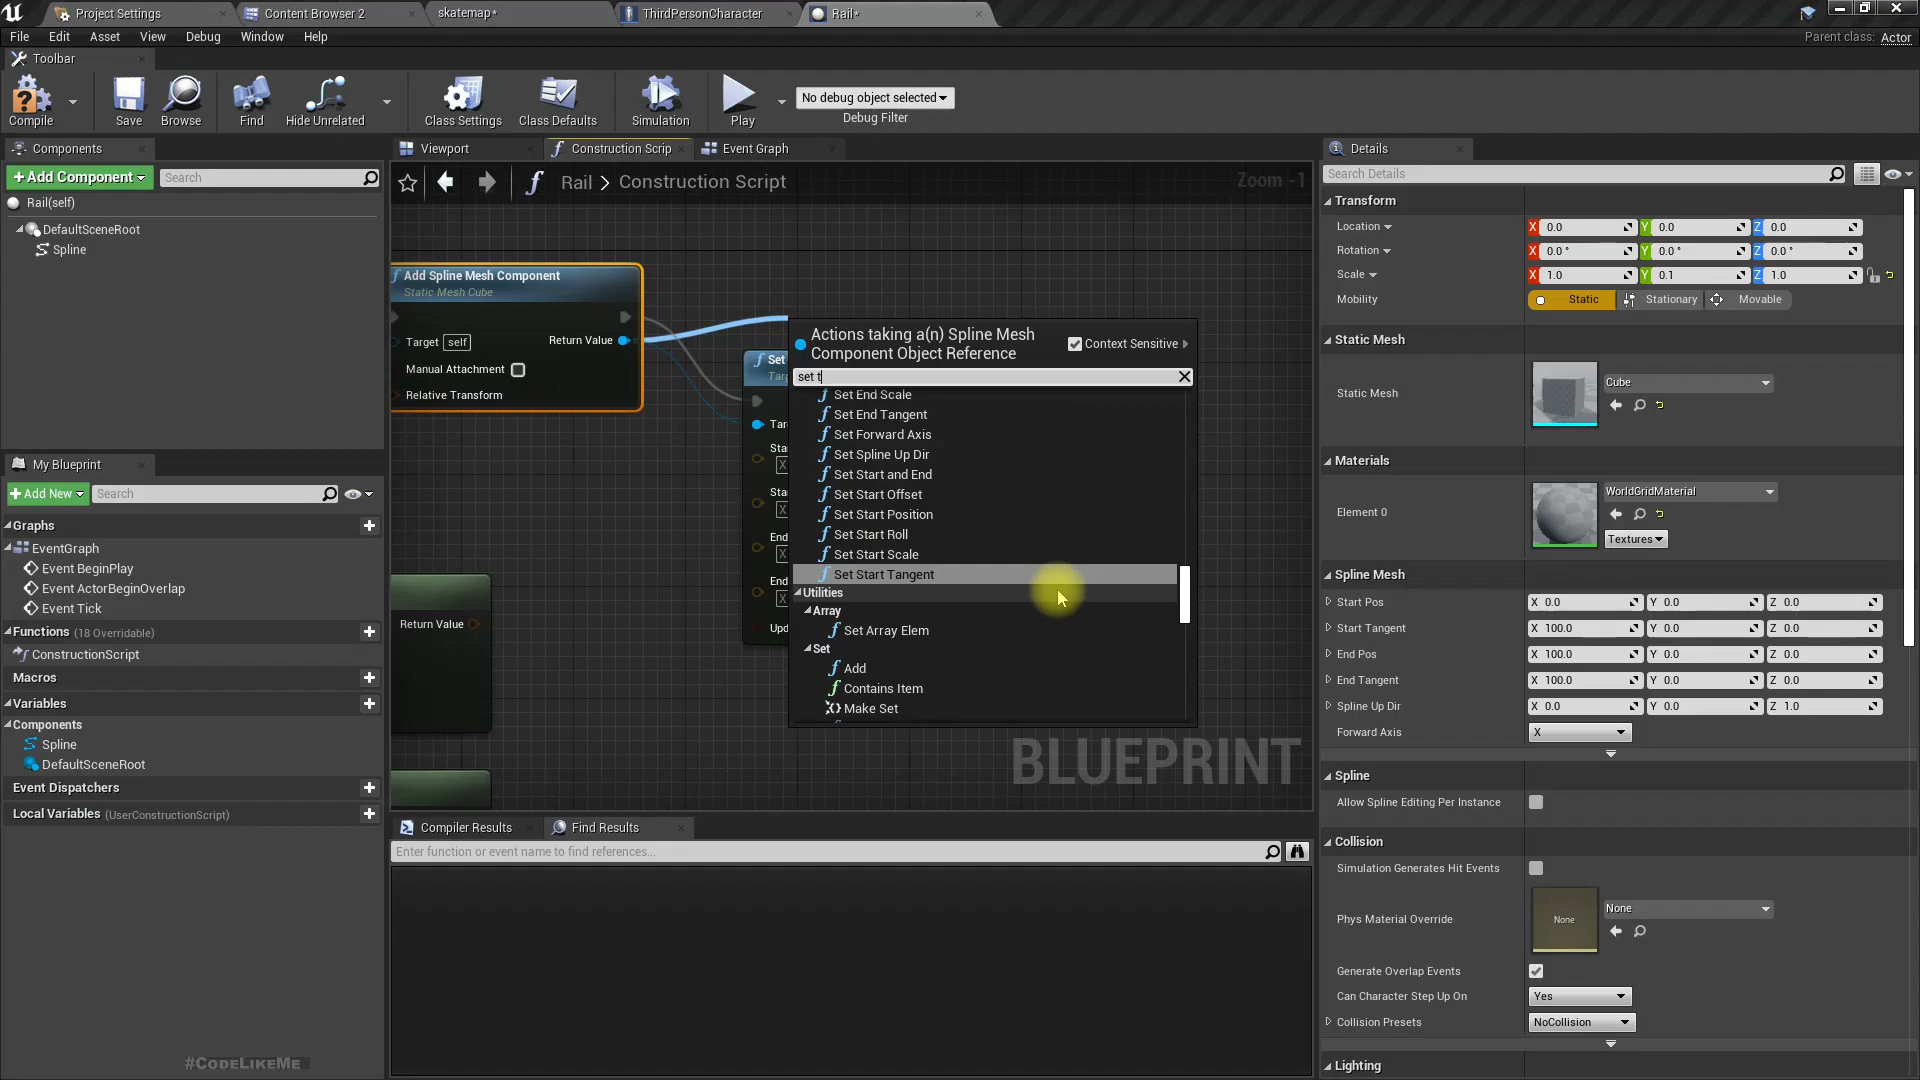 Project Settings
Content Browser 2
skatemap*
ThirdPersonCharacter
Rail*
File Edit Asset View Debug Window Help
Parent class: Actor
Toolbar
Compile
Save
Browse
Find
Hide Unrelated
Class Settings
Class Defaults
Simulation
Play
No debug object selected
Debug Filter
Components
+Add Component
Search
Rail(self)
DefaultSceneRoot
Spline
My Blueprint
+Add New
Search
Graphs
EventGraph
Event BeginPlay
Event ActorBeginOverlap
Event Tick
Functions (18 Overridable)
ConstructionScript
Macros
Variables
Components
Spline
DefaultSceneRoot
Event Dispatchers
Local Variables (UserConstructionScript)
#CodeLikeMe
Viewport
Construction Scrip
Event Graph
Rail > Construction Script
Zoom -1
Add Spline Mesh Component
Static Mesh Cube
Target self
Return Value
Manual Attachment
Relative Transform
Return Value
Set
Targ
Tar
Sta
X
Sta
X
End
X
End
X
Upd
Actions taking a(n) Spline Mesh
Component Object Reference
Context Sensitive
set t
Set End Scale
Set End Tangent
Set Forward Axis
Set Spline Up Dir
Set Start and End
Set Start Offset
Set Start Position
Set Start Roll
Set Start Scale
Set Start Tangent
Utilities
Array
Set Array Elem
Set
Add
Contains Item
Make Set
BLUEPRINT
Compiler Results
Find Results
Enter function or event name to find references...
Details
Search Details
Transform
Location X 0.0 Y 0.0 Z 0.0
Rotation X 0.0 ° Y 0.0 ° Z 0.0 °
Scale X 1.0 Y 0.1 Z 1.0
Mobility Static Stationary Movable
Static Mesh
Static Mesh Cube
Materials
Element 0 WorldGridMaterial
Textures
Spline Mesh
Start Pos X 0.0 Y 0.0 Z 0.0
Start Tangent X 100.0 Y 0.0 Z 0.0
End Pos X 100.0 Y 0.0 Z 0.0
End Tangent X 100.0 Y 0.0 Z 0.0
Spline Up Dir X 0.0 Y 0.0 Z 1.0
Forward Axis X
Spline
Allow Spline Editing Per Instance
Collision
Simulation Generates Hit Events
Phys Material Override None None
Generate Overlap Events
Can Character Step Up On Yes
Collision Presets NoCollision
Lighting